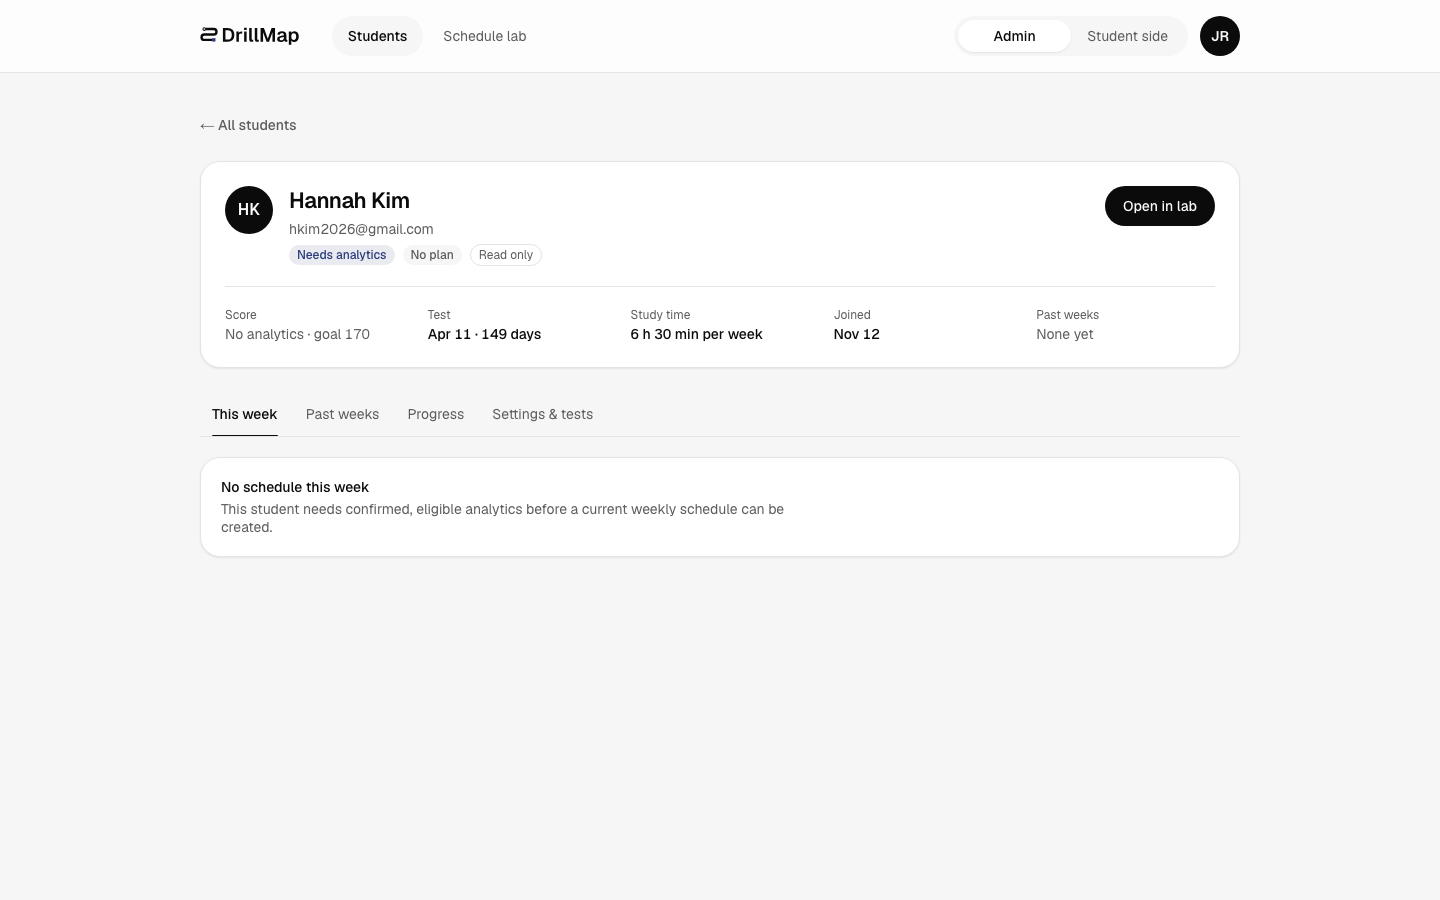 DrillMap
Students
Schedule lab
Admin
Student side
JR
← All students
HK
Hannah Kim
hkim2026@gmail.com
Needs analytics
No plan
Read only
Open in lab
Score
No analytics · goal 170
Test
Apr 11 · 149 days
Study time
6 h 30 min per week
Joined
Nov 12
Past weeks
None yet
This week
Past weeks
Progress
Settings & tests
No schedule this week
This student needs confirmed, eligible analytics before a current weekly schedule can be
created.